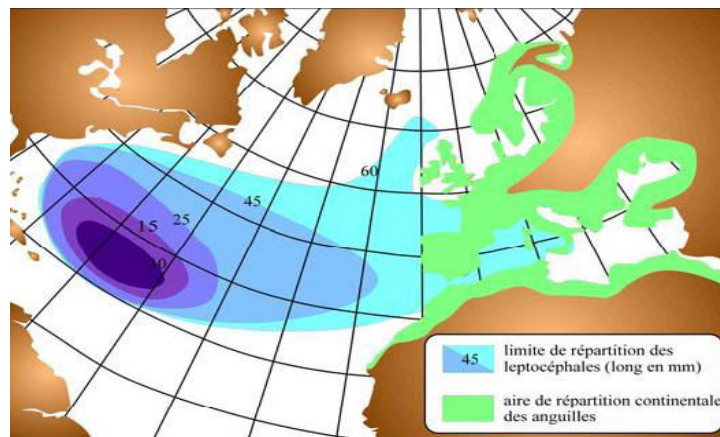 60
45
25
15
10
45
limite de répartition des
leptocéphales (long en mm)
aire de répartition continentale
des anguilles